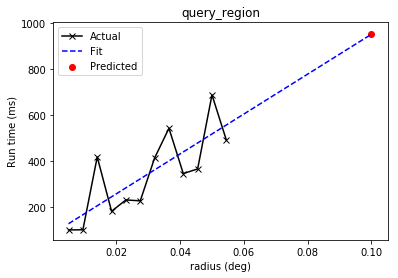 query_region
Actual
Fit
Predicted
Run time (ms)
1000
800
600
400
200
0.02 0.04 0.06 0.08 0.10
radius (deg)